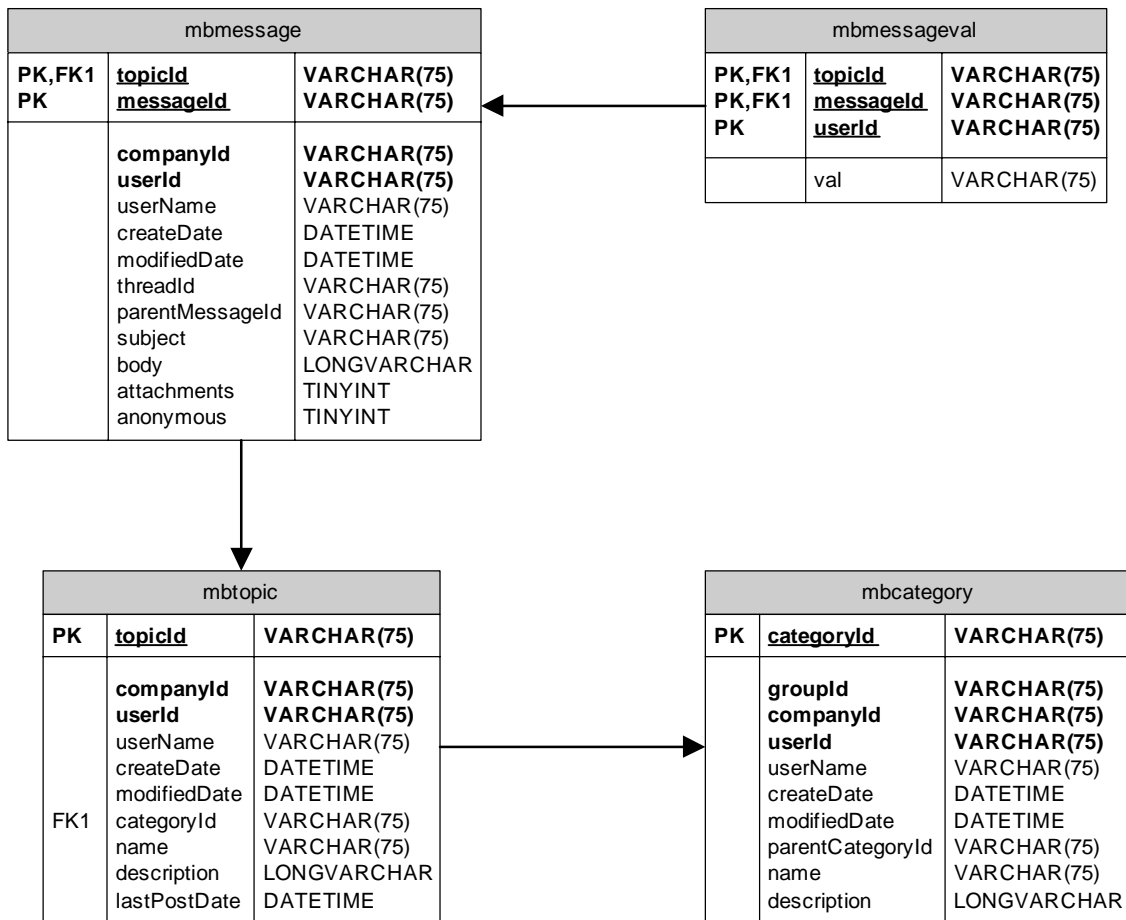 mbmessage
PK,FK1 topicId VARCHAR(75)
PK messageId VARCHAR(75)
companyId VARCHAR(75)
userId VARCHAR(75)
userName VARCHAR(75)
createDate DATETIME
modifiedDate DATETIME
threadId VARCHAR(75)
parentMessageId VARCHAR(75)
subject VARCHAR(75)
body LONGVARCHAR
attachments TINYINT
anonymous TINYINT
mbmessageval
PK,FK1 topicId VARCHAR(75)
PK,FK1 messageId VARCHAR(75)
PK userId VARCHAR(75)
val VARCHAR(75)
mbtopic
PK topicId VARCHAR(75)
companyId VARCHAR(75)
userId VARCHAR(75)
userName VARCHAR(75)
createDate DATETIME
modifiedDate DATETIME
FK1 categoryId VARCHAR(75)
name VARCHAR(75)
description LONGVARCHAR
lastPostDate DATETIME
mbcategory
PK categoryId VARCHAR(75)
groupId VARCHAR(75)
companyId VARCHAR(75)
userId VARCHAR(75)
userName VARCHAR(75)
createDate DATETIME
modifiedDate DATETIME
parentCategoryId VARCHAR(75)
name VARCHAR(75)
description LONGVARCHAR